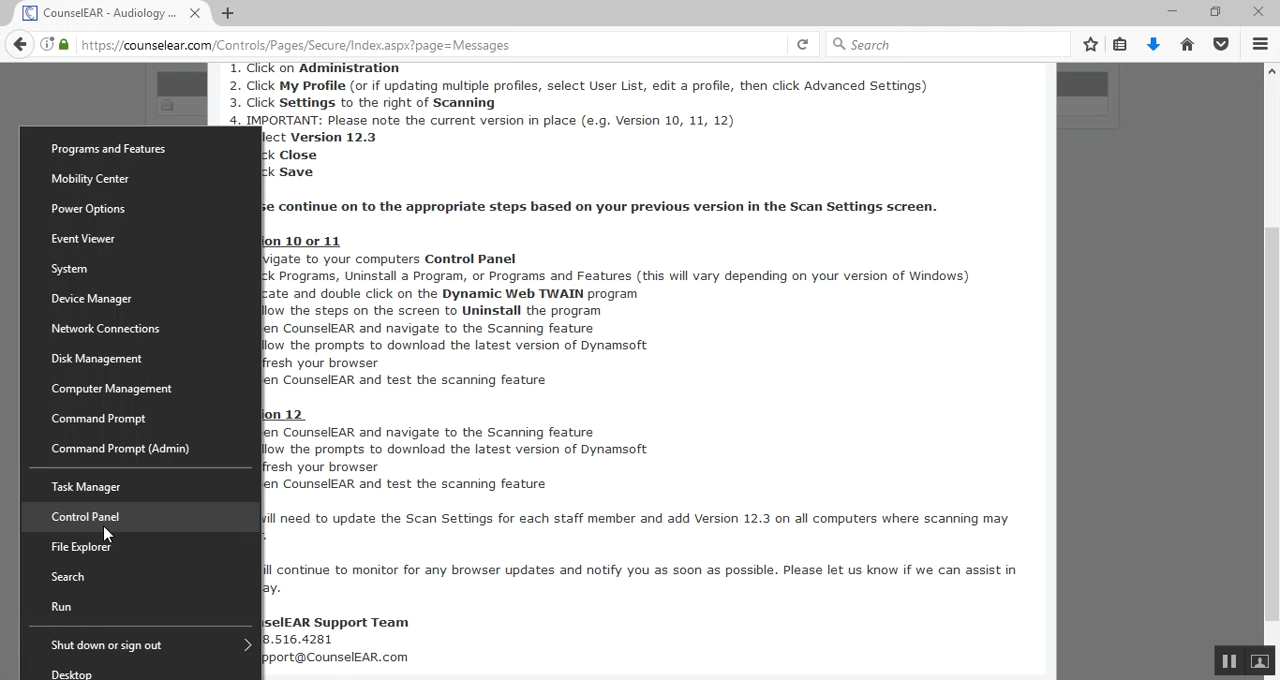 CounselEAR - Audiology ...
https://counselear.com/Controls/Pages/Secure/Index.aspx?page=Messages
Search
1. Click on Administration
2. Click My Profile (or if updating multiple profiles, select User List, edit a profile, then click Advanced Settings)
3. Click Settings to the right of Scanning
4. IMPORTANT: Please note the current version in place (e.g. Version 10, 11, 12)
lect Version 12.3
ck Close
ck Save
se continue on to the appropriate steps based on your previous version in the Scan Settings screen.
ion 10 or 11
vigate to your computers Control Panel
ck Programs, Uninstall a Program, or Programs and Features (this will vary depending on your version of Windows)
cate and double click on the Dynamic Web TWAIN program
llow the steps on the screen to Uninstall the program
en CounselEAR and navigate to the Scanning feature
llow the prompts to download the latest version of Dynamsoft
fresh your browser
en CounselEAR and test the scanning feature
ion 12
en CounselEAR and navigate to the Scanning feature
llow the prompts to download the latest version of Dynamsoft
fresh your browser
en CounselEAR and test the scanning feature
will need to update the Scan Settings for each staff member and add Version 12.3 on all computers where scanning may
r.
ill continue to monitor for any browser updates and notify you as soon as possible. Please let us know if we can assist in
ay.
selEAR Support Team
8.516.4281
pport@CounselEAR.com
Programs and Features
Mobility Center
Power Options
Event Viewer
System
Device Manager
Network Connections
Disk Management
Computer Management
Command Prompt
Command Prompt (Admin)
Task Manager
Control Panel
File Explorer
Search
Run
Shut down or sign out
Desktop